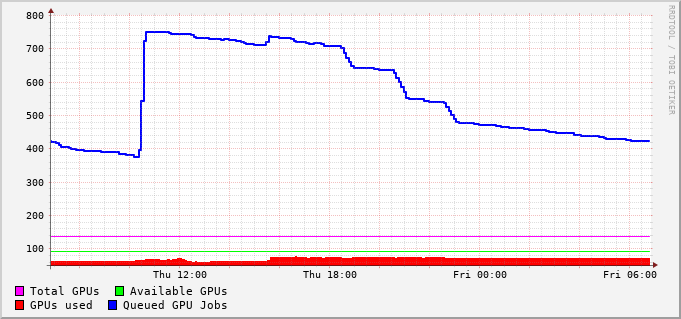 800
700
600
500
400
300
200
100
Thu 12:00 Thu 18:00 Fri 00:00 Fri 06:00
Total GPUs Available GPUs
GPUs used Queued GPU Jobs
RRDTOOL / TOBI OETIKER